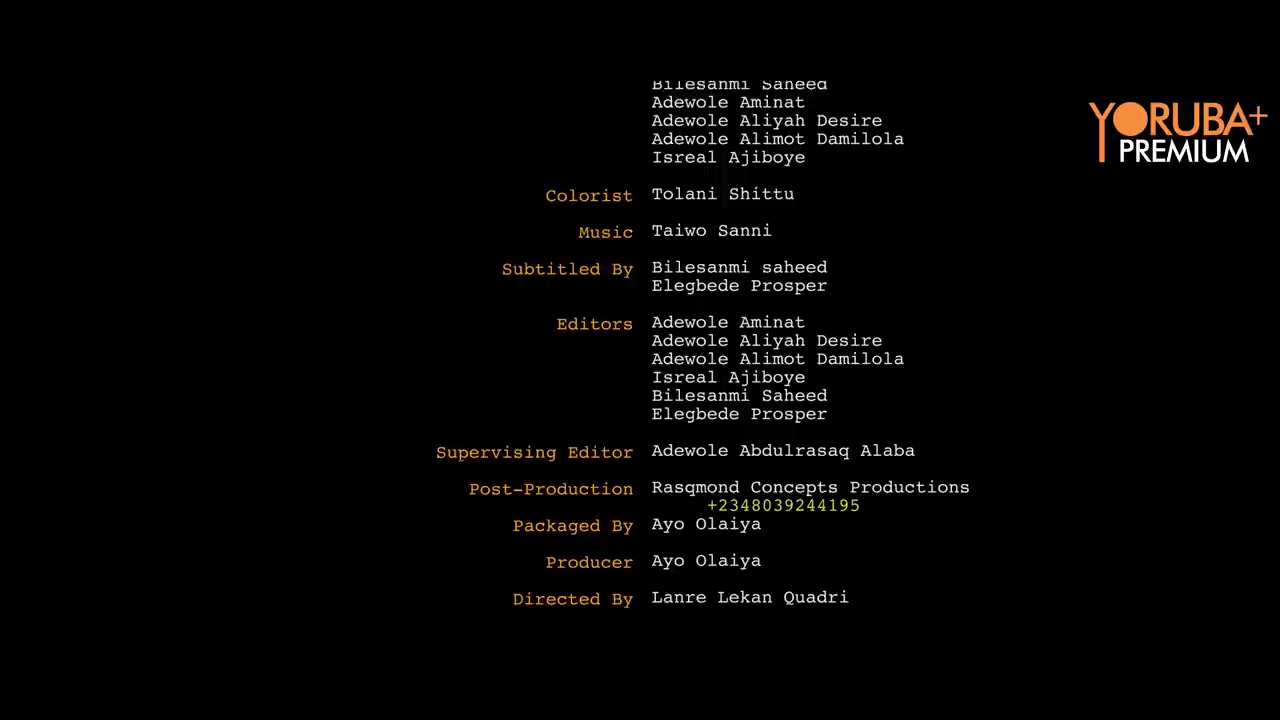 Bilesanmi Saheed
Adewole Aminat
Adewole Aliyah Desire
Adewole Alimot Damilola
Isreal Ajiboye
YORUBA+
PREMIUM
Colorist Tolani Shittu
Music Taiwo Sanni
Subtitled By Bilesanmi saheed
Elegbede Prosper
Editors Adewole Aminat
Adewole Aliyah Desire
Adewole Alimot Damilola
Isreal Ajiboye
Bilesanmi Saheed
Elegbede Prosper
Supervising Editor Adewole Abdulrasaq Alaba
Post-Production Rasqmond Concepts Productions
+2348039244195
Packaged By Ayo Olaiya
Producer Ayo Olaiya
Directed By Lanre Lekan Quadri